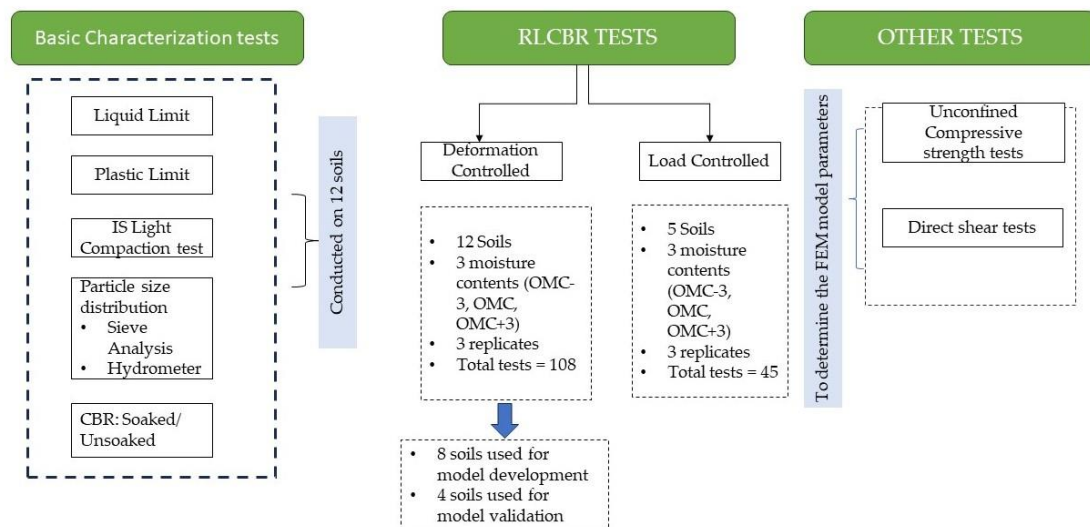 Basic Characterization tests
Liquid Limit
Plastic Limit
IS Light
Compaction test
Particle size
distribution
• Sieve
Analysis
• Hydrometer
CBR: Soaked/
Unsoaked
Conducted on 12 soils
RLCBR TESTS
Deformation
Controlled
• 12 Soils
• 3 moisture
contents (OMC-
3, OMC,
OMC+3)
• 3 replicates
• Total tests = 108
• 8 soils used for
model development
• 4 soils used for
model validation
Load Controlled
• 5 Soils
• 3 moisture
contents
(OMC-3,
OMC,
OMC+3)
• 3 replicates
• Total tests = 45
OTHER TESTS
To determine the FEM model parameters
Unconfined
Compressive
strength tests
Direct shear tests